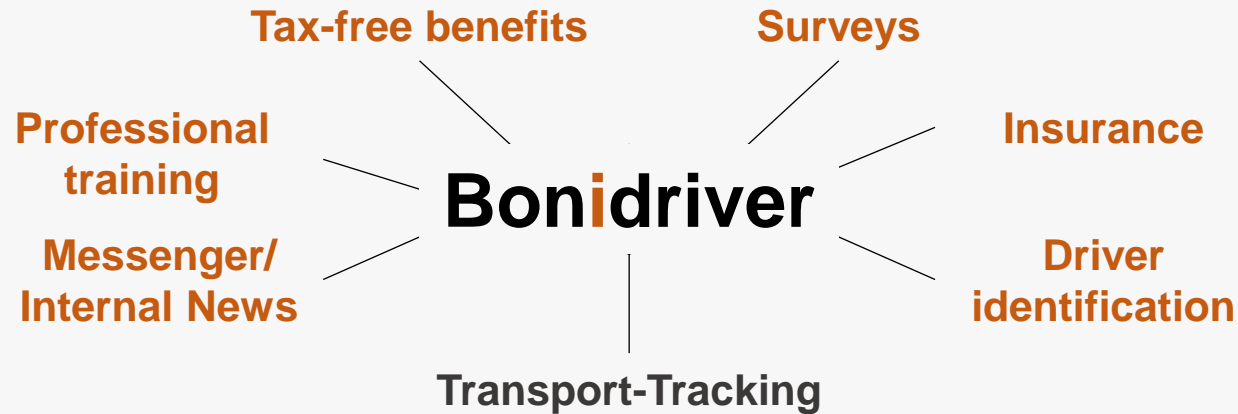 Tax-free benefits
Surveys
Professional
training
Insurance
Bonidriver
Messenger/
Internal News
Driver
identification
Transport-Tracking